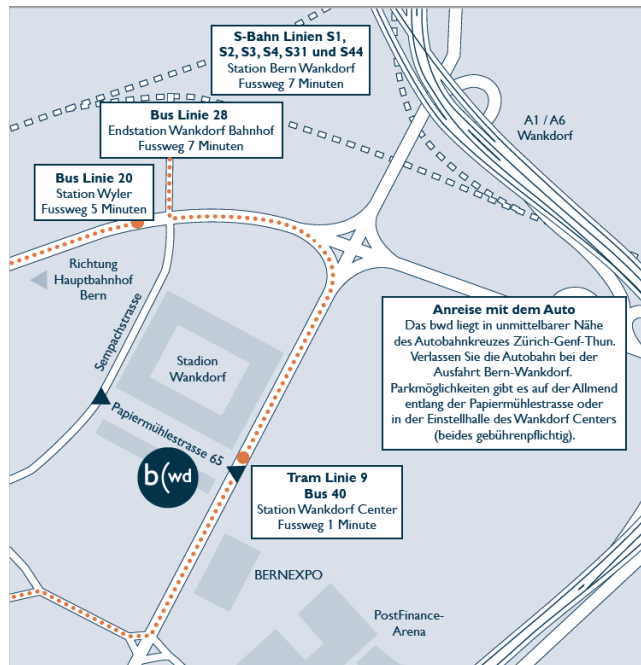 S-Bahn Linien S1,
S2, S3, S4, S31 und S44
Station Bern Wankdorf
Fussweg 7 Minuten
A1 / A6
Wankdorf
Bus Linie 28
Endstation Wankdorf Bahnhof
Fussweg 7 Minuten
Bus Linie 20
Station Wyler
Fussweg 5 Minuten
Richtung
Hauptbahnhof
Bern
Sempachstrasse
Stadion
Wankdorf
Anreise mit dem Auto
Das bwd liegt in unmittelbarer Nähe
des Autobahnkreuzes Zürich-Genf-Thun.
Verlassen Sie die Autobahn bei der
Ausfahrt Bern-Wankdorf.
Parkmöglichkeiten gibt es auf der Allmend
entlang der Papiermühlestrasse oder
in der Einstellhalle des Wankdorf Centers
(beides gebührenpflichtig).
Papiermühlestrasse 65
b(wd
Tram Linie 9
Bus 40
Station Wankdorf Center
Fussweg 1 Minute
BERNEXPO
PostFinance-
Arena